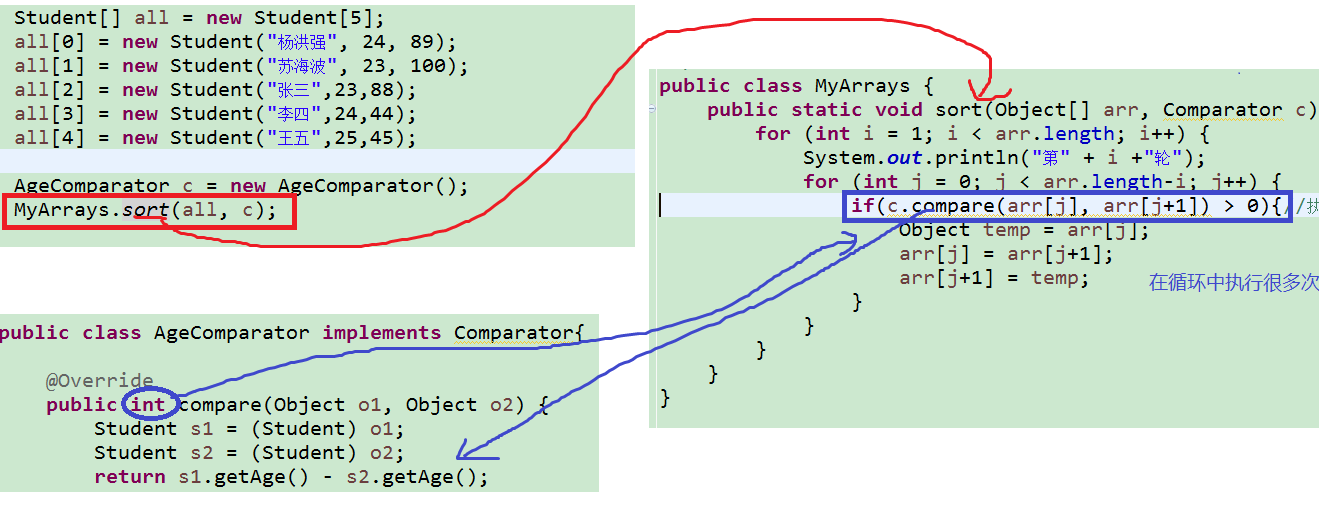 Student[] all = new Student[5];
all[0] = new Student("杨洪强", 24, 89);
all[1] = new Student("苏海波", 23, 100);
all[2] = new Student("张三",23,88);
all[3] = new Student("李四",24,44);
all[4] = new Student("王五",25,45);
AgeComparator c = new AgeComparator();
MyArrays.sort(all, c);
public class MyArrays {
public static void sort(Object[] arr, Comparator c)
for (int i = 1; i < arr.length; i++) {
System.out.println("第" + i +"轮");
for (int j = 0; j < arr.length-i; j++) {
if(c.compare(arr[j], arr[j+1]) > 0){//
Object temp = arr[j];
arr[j] = arr[j+1];
arr[j+1] = temp;
在循环中执行很多次
}
}
}
}
}
public class AgeComparator implements Comparator{
@Override
public int compare(Object o1, Object o2) {
Student s1 = (Student) o1;
Student s2 = (Student) o2;
return s1.getAge() - s2.getAge();